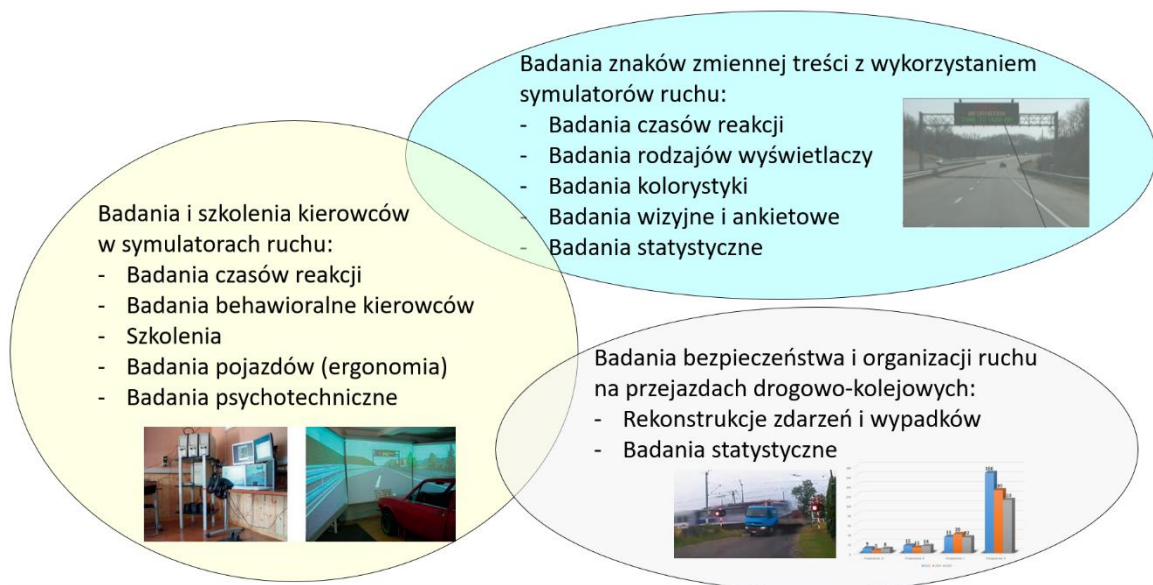 Badania znaków zmiennej treści z wykorzystaniem
symulatorów ruchu:
- Badania czasów reakcji
- Badania rodzajów wyświetlaczy
- Badania kolorystyki
- Badania wizyjne i ankietowe
- Badania statystyczne
Badania i szkolenia kierowców
w symulatorach ruchu:
- Badania czasów reakcji
- Badania behawioralne kierowców
- Szkolenia
- Badania pojazdów (ergonomia)
- Badania psychotechniczne
Badania bezpieczeństwa i organizacji ruchu
na przejazdach drogowo-kolejowych:
- Rekonstrukcje zdarzeń i wypadków
- Badania statystyczne